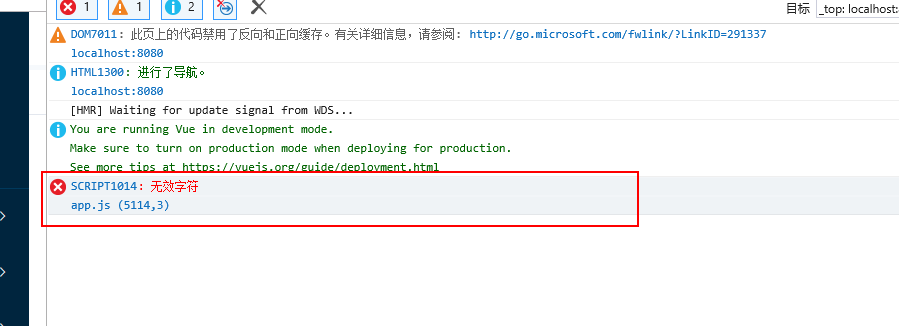 1 1 2 目标 _top: localhost:
DOM7011: 此页上的代码禁用了反向和正向缓存。有关详细信息，请参阅: http://go.microsoft.com/fwlink/?LinkID=291337
localhost:8080
HTML1300: 进行了导航。
localhost:8080
[HMR] Waiting for update signal from WDS...
You are running Vue in development mode.
Make sure to turn on production mode when deploying for production.
See more tips at https://vuejs.org/guide/deployment.html
SCRIPT1014: 无效字符
app.js (5114,3)